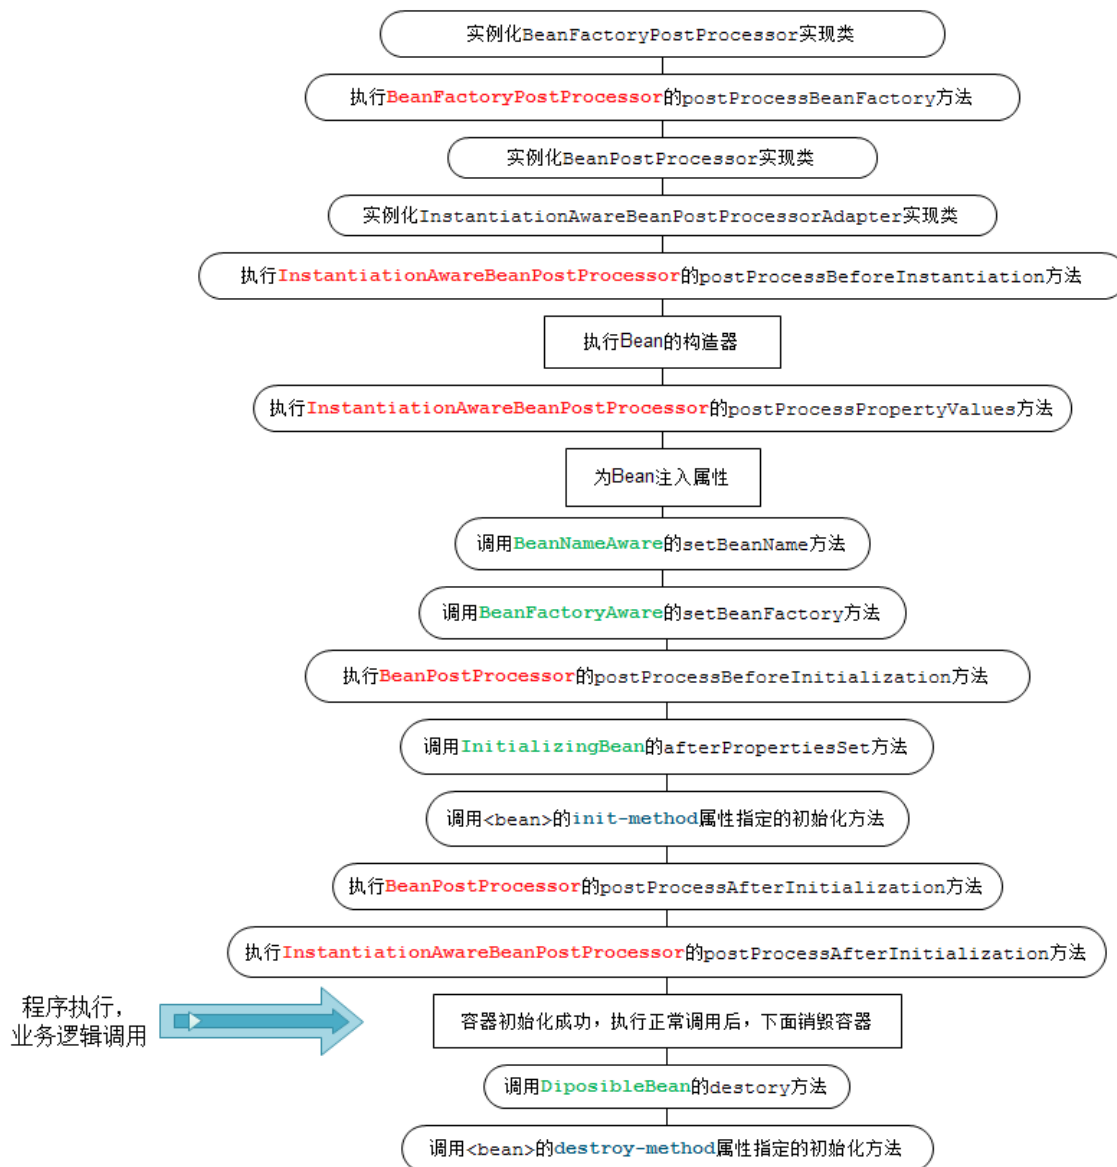 实例化BeanFactoryPostProcessor实现类
执行BeanFactoryPostProcessor的postProcessBeanFactory方法
实例化BeanPostProcessor实现类
实例化InstantiationAwareBeanPostProcessorAdapter实现类
执行InstantiationAwareBeanPostProcessor的postProcessBeforeInstantiation方法
执行Bean的构造器
执行InstantiationAwareBeanPostProcessor的postProcessPropertyValues方法
为Bean注入属性
调用BeanNameAware的setBeanName方法
调用BeanFactoryAware的setBeanFactory方法
执行BeanPostProcessor的postProcessBeforeInitialization方法
调用InitializingBean的afterPropertiesSet方法
调用<bean>的init-method属性指定的初始化方法
执行BeanPostProcessor的postProcessAfterInitialization方法
执行InstantiationAwareBeanPostProcessor的postProcessAfterInitialization方法
程序执行，
业务逻辑调用
容器初始化成功，执行正常调用后，下面销毁容器
调用DiposibleBean的destory方法
调用<bean>的destroy-method属性指定的初始化方法